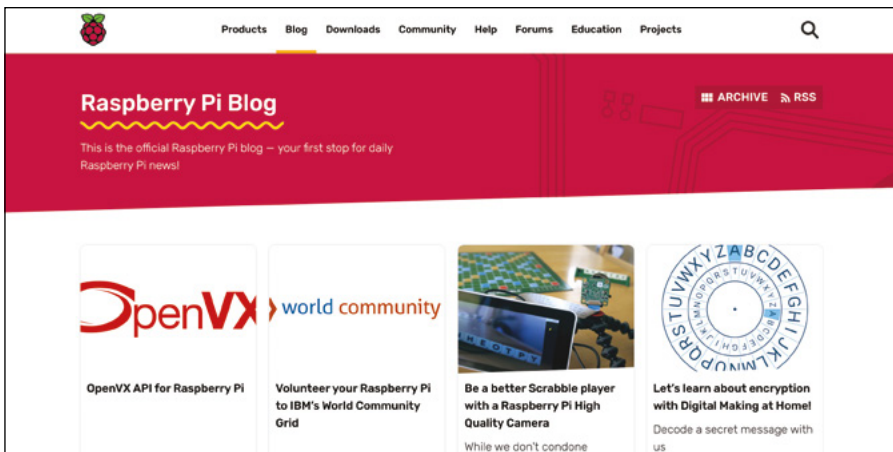 Products Blog Downloads Community Help Forums Education Projects
Raspberry Pi Blog
ARCHIVE RSS
This is the official Raspberry Pi blog — your first stop for daily
Raspberry Pi news!
OpenVX
world community
OpenVX API for Raspberry Pi
Volunteer your Raspberry Pi
to IBM's World Community
Grid
Be a better Scrabble player
with a Raspberry Pi High
Quality Camera
While we don't condone
Let's learn about encryption
with Digital Making at Home!
Decode a secret message with
us